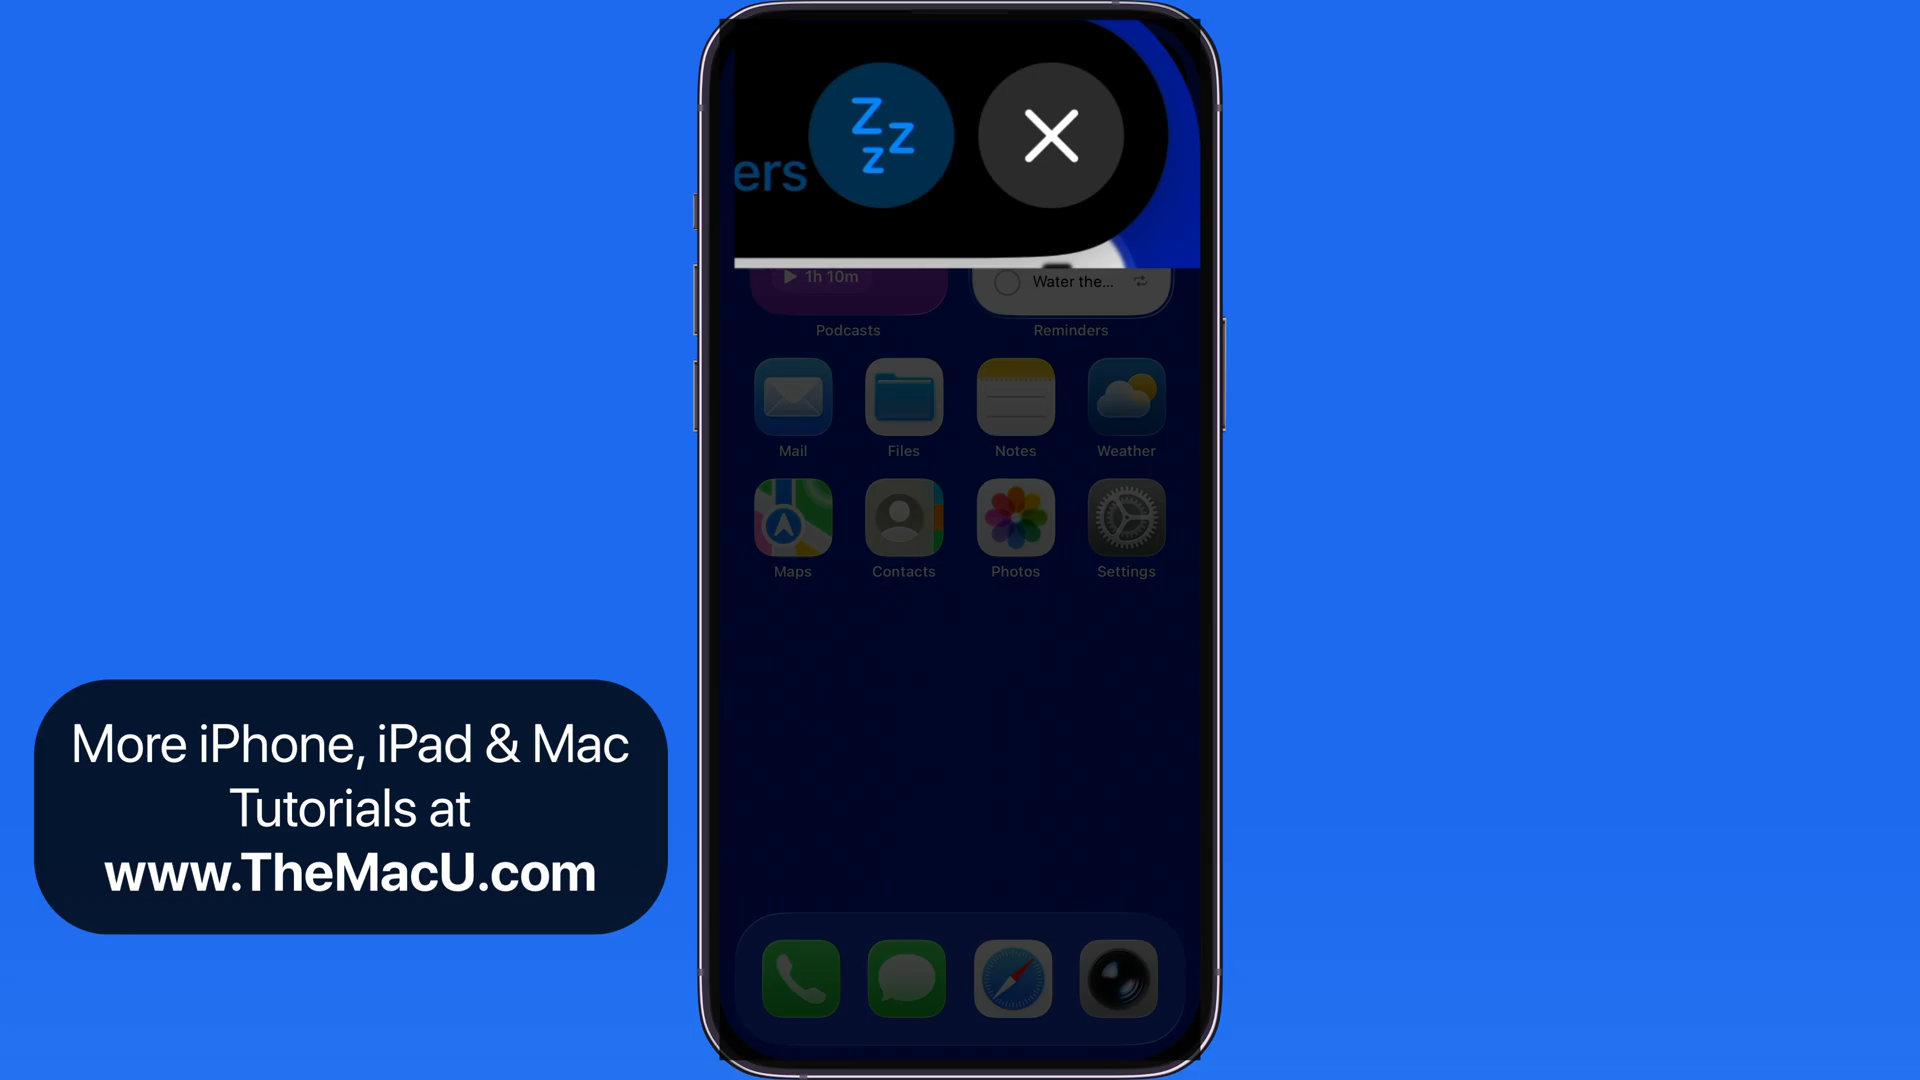 Z
Z
Z
ers
1h 10m
Water the...
Podcasts
Reminders
Mail
Files
Notes
Weather
Maps
Contacts
Photos
Settings
More iPhone, iPad & Mac
Tutorials at
www.TheMacU.com